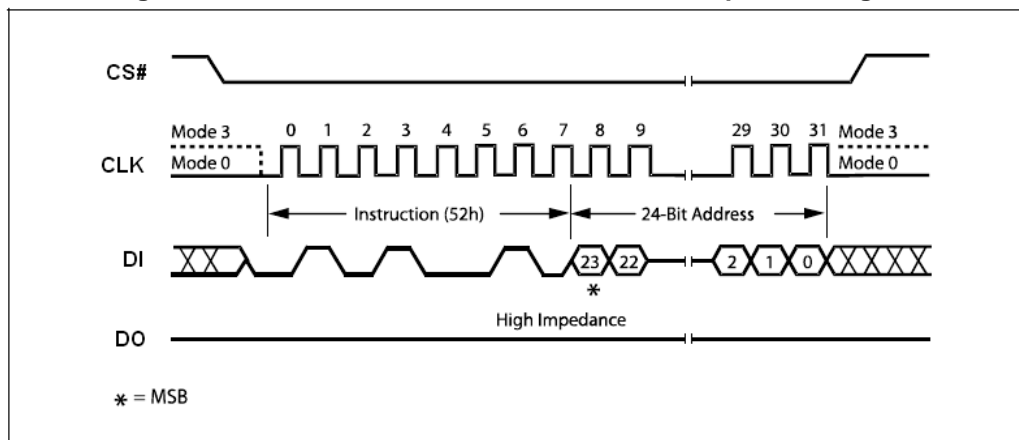 CS#
Mode 3
0 1 2 3 4 5 6 7 8 9 29 30 31
Mode 3
CLK
Mode 0
Mode 0
Instruction (52h)
24-Bit Address
DI
23 22 2 1 0
*
High Impedance
DO
* = MSB